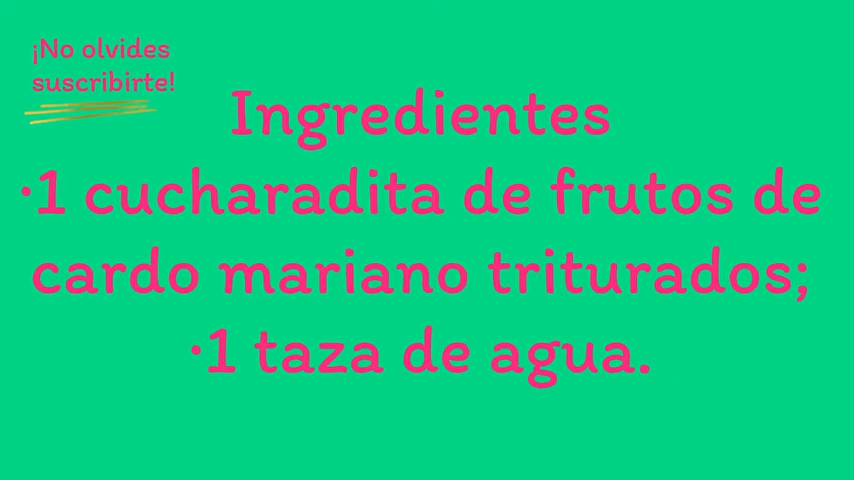 ¡No olvides
suscribirte!
Ingredientes
·1 cucharadita de frutos de
cardo mariano triturados;
·1 taza de agua.